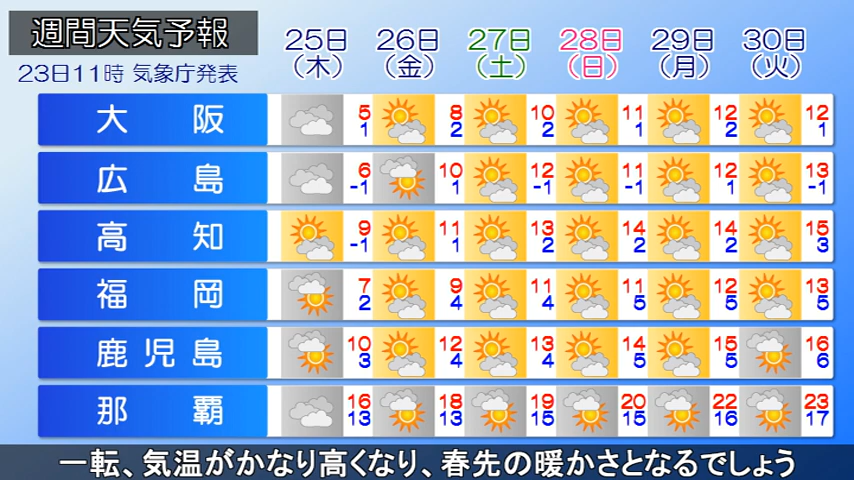 週間天気予報
23日11時 気象庁発表
25日 26日 27日 28日 29日 30日
(木) (金) (土) (日) (月) (火)
大阪 5 1 8 2 10 2 11 1 12 2 12 1
広島 6 -1 10 1 12 -1 11 -1 12 1 13 -1
高知 9 -1 11 1 13 2 14 2 14 2 15 3
福岡 7 2 9 4 11 4 11 5 12 5 13 5
鹿児島 10 3 12 4 13 4 14 5 15 5 16 6
那覇 16 13 18 13 19 15 20 15 22 16 23 17
一転、気温がかなり高くなり、春先の暖かさとなるでしょう